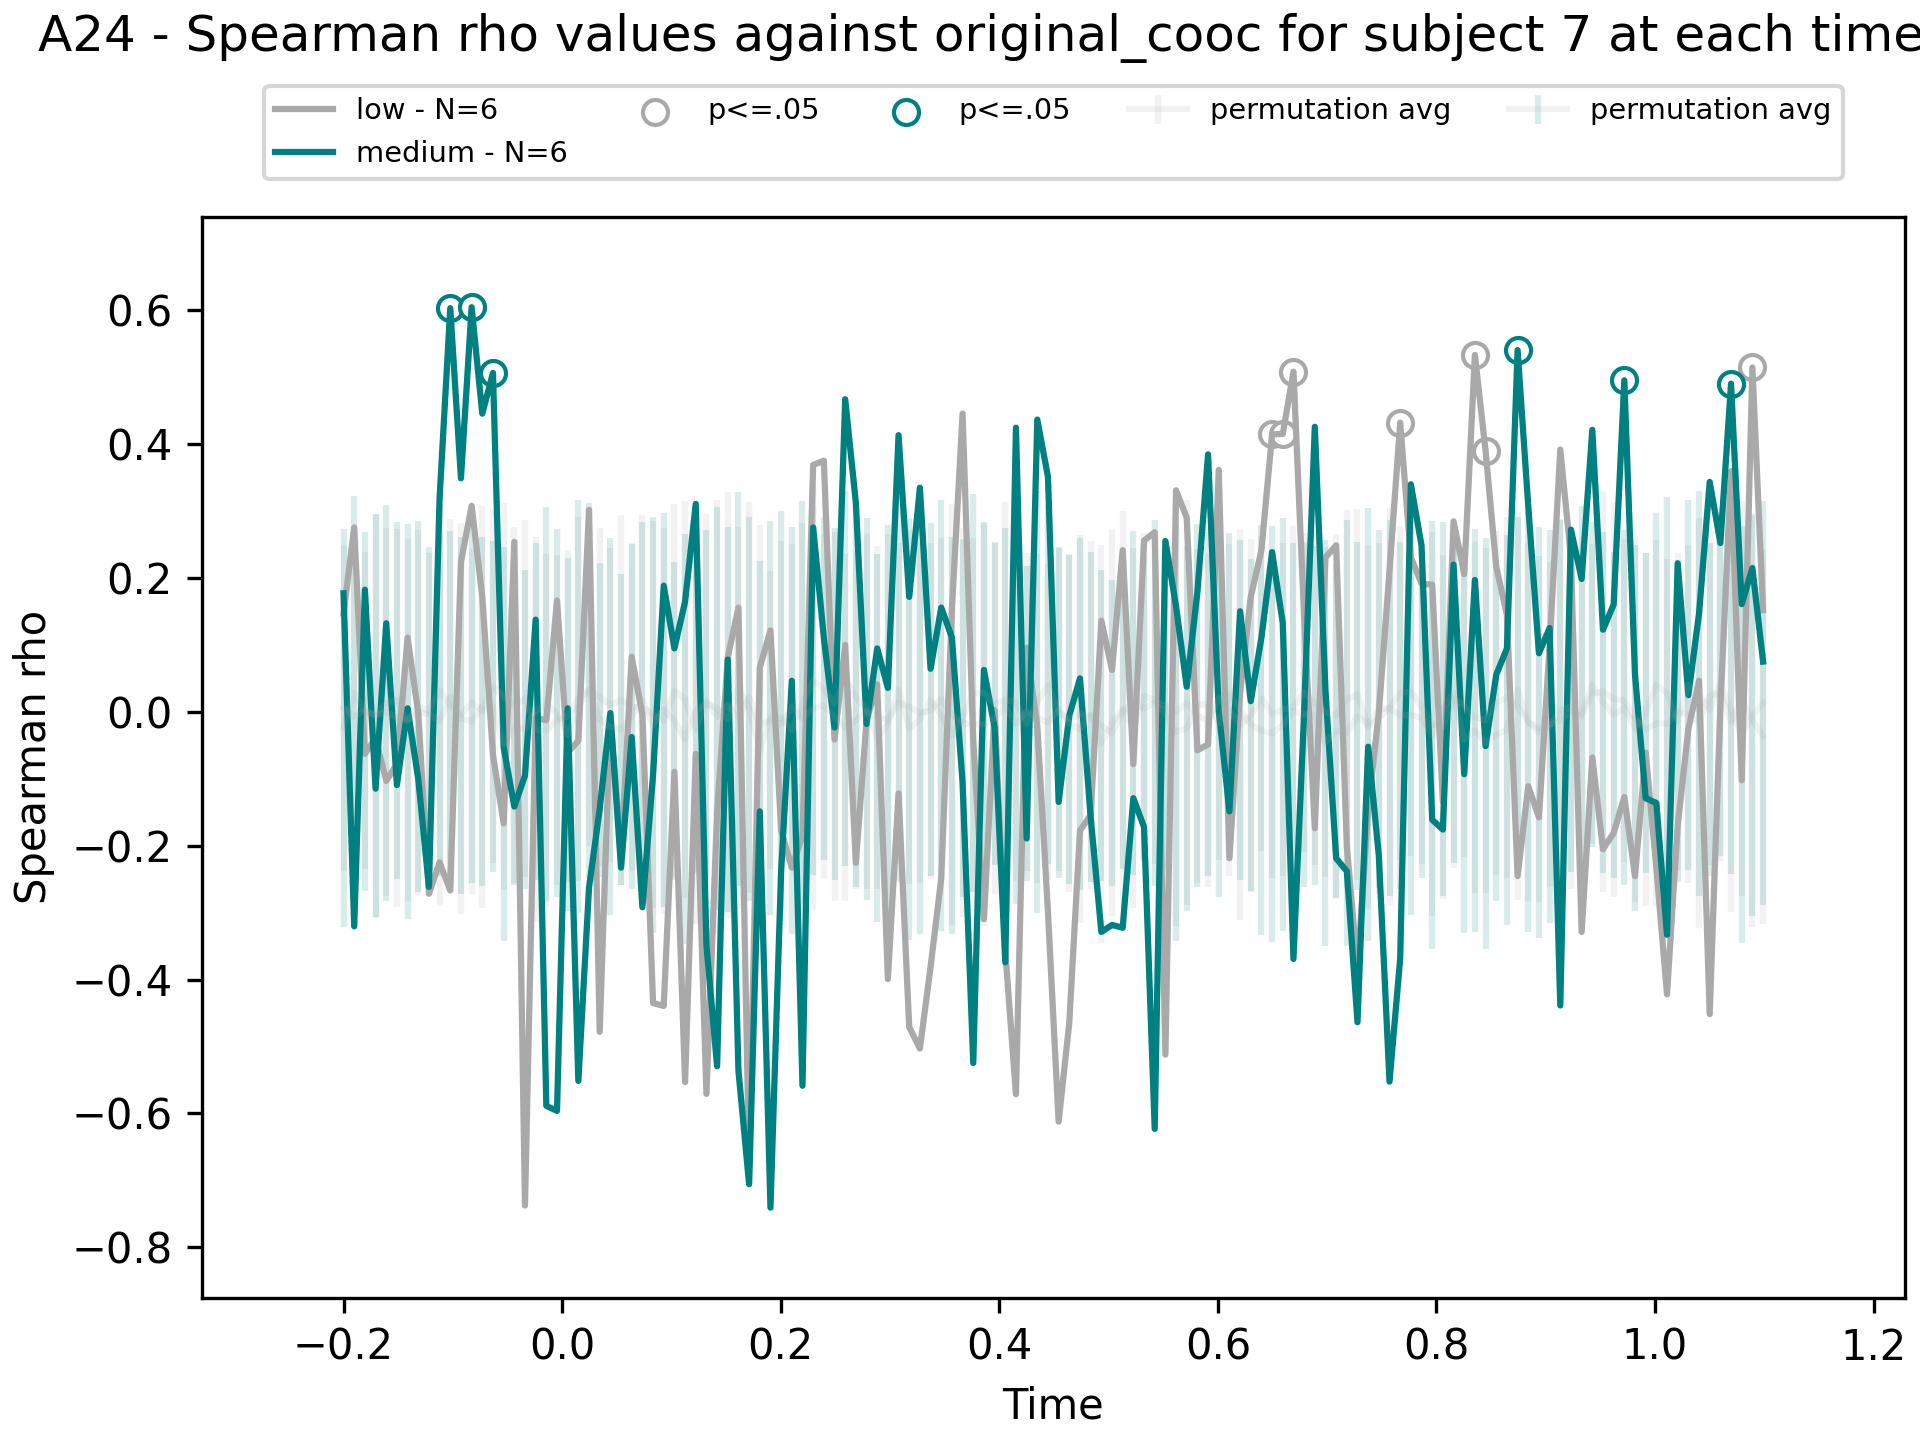 A24 - Spearman rho values against original_cooc for subject 7 at each time
low - N=6
medium - N=6
p<=.05
p<=.05
permutation avg
permutation avg
Spearman rho
0.6
0.4
0.2
0.0
−0.2
−0.4
−0.6
−0.8
−0.2 0.0 0.2 0.4 0.6 0.8 1.0 1.2
Time